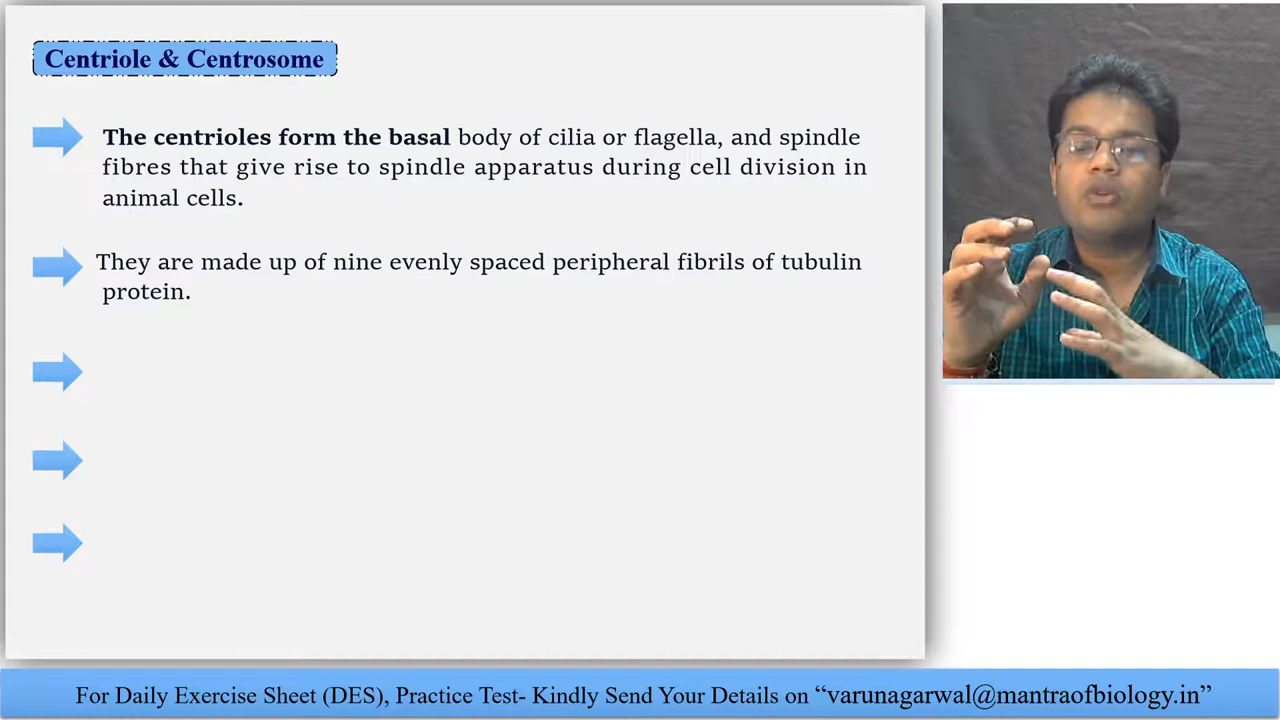 Centriole & Centrosome
The centrioles form the basal body of cilia or flagella, and spindle
fibres that give rise to spindle apparatus during cell division in
animal cells.
They are made up of nine evenly spaced peripheral fibrils of tubulin
protein.
For Daily Exercise Sheet (DES), Practice Test- Kindly Send Your Details on “varunagarwal@mantraofbiology.in”